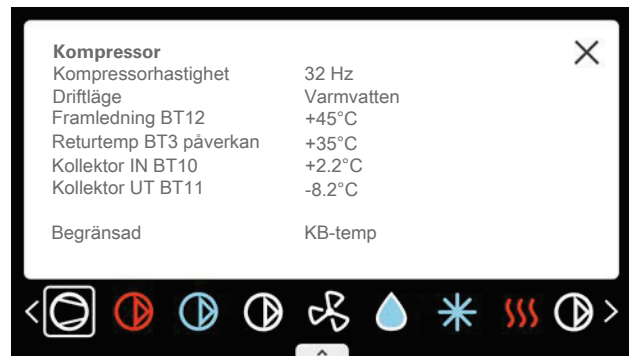 Kompressor
Kompressorhastighet 32 Hz
Driftläge Varmvatten
Framledning BT12 +45°C
Returtemp BT3 påverkan +35°C
Kollektor IN BT10 +2.2°C
Kollektor UT BT11 -8.2°C
Begränsad KB-temp